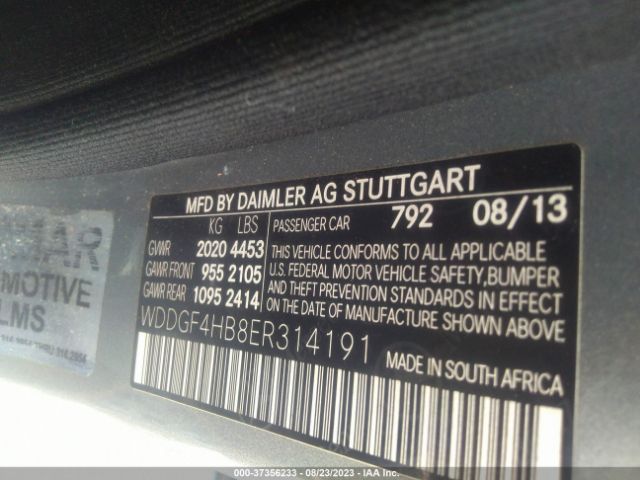 MFD BY DAIMLER AG STUTTGART
KG LBS
PASSENGER CAR 792 08/13
GVWR 2020 4453
GAWR FRONT 955 2105
GAWR REAR 1095 2414
THIS VEHICLE CONFORMS TO ALL APPLICABLE
U.S. FEDERAL MOTOR VEHICLE SAFETY, BUMPER
AND THEFT PREVENTION STANDARDS IN EFFECT
ON THE DATE OF MANUFACTURE SHOWN ABOVE.
WDDGF4HB8ER314191
MADE IN SOUTH AFRICA
MOTIVE
LMS
000-37356233 - 08/23/2023 - IAA Inc.